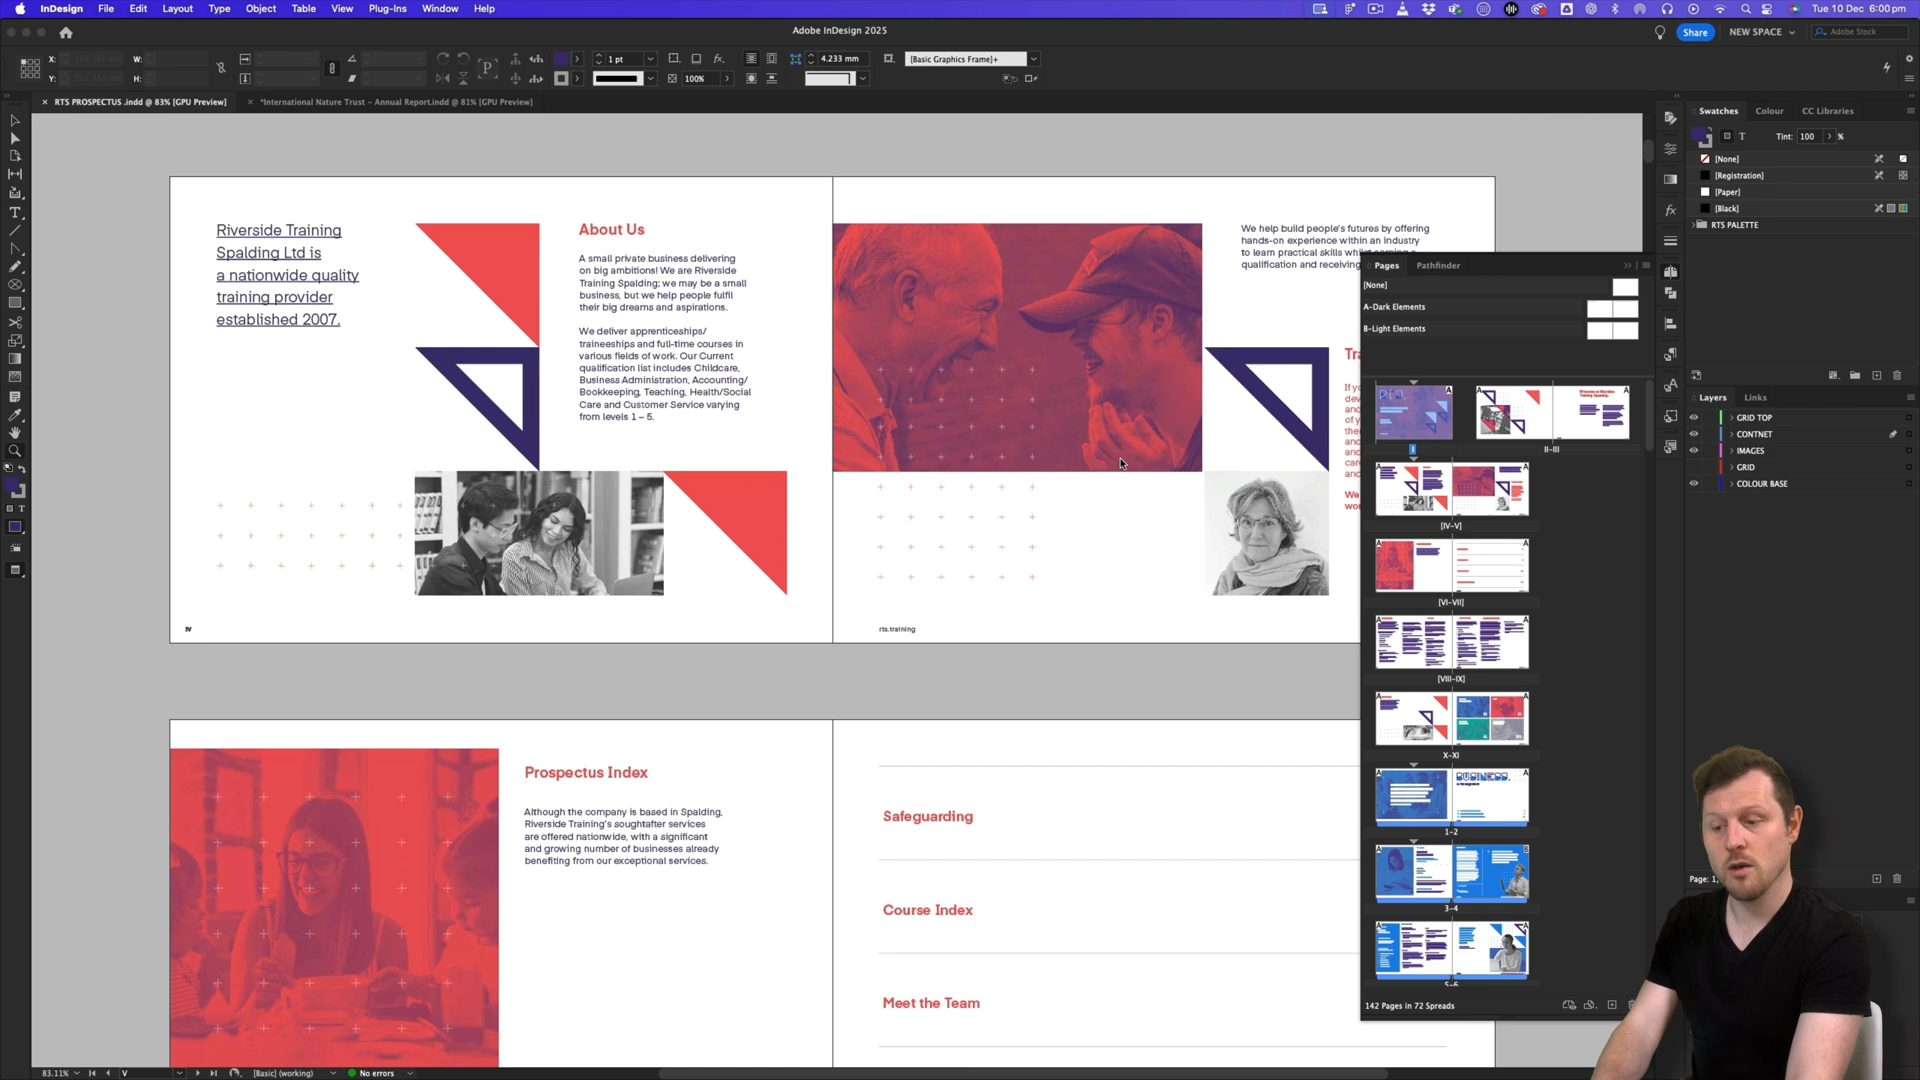 InDesign File Edit Layout Type Object Table View Plug-Ins Window Help
Tue 10 Dec 6:00pm
Adobe InDesign 2025
Share
NEW SPACE
Adobe Stock
X:
Y:
W:
H:
1 pt
100%
4.233 mm
[Basic Graphics Frame]+
RTS PROSPECTUS .indd @ 83% [GPU Preview]
*International Nature Trust – Annual Report.indd @ 81% [GPU Preview]
Riverside Training
Spalding Ltd is
a nationwide quality
training provider
established 2007.
About Us
A small private business delivering
on big ambitions! We are Riverside
Training Spalding; we may be a small
business, but we help people fulfil
their big dreams and aspirations.
We deliver apprenticeships/
traineeships and full-time courses in
various fields of work. Our Current
qualification list includes Childcare,
Business Administration, Accounting/
Bookkeeping, Teaching, Health/Social
Care and Customer Service varying
from levels 1 – 5.
IV
We help build people's futures by offering
hands-on experience within an industry
to learn practical skills whilst earning a
qualification and receiving
rts.training
Prospectus Index
Although the company is based in Spalding,
Riverside Training's soughtafter services
are offered nationwide, with a significant
and growing number of businesses already
benefiting from our exceptional services.
Safeguarding
Course Index
Meet the Team
Pages
Pathfinder
[None]
A-Dark Elements
B-Light Elements
I
II-III
[IV-V]
[VI-VII]
[VIII-IX]
X-XI
1-2
3-4
5-6
142 Pages in 72 Spreads
Swatches
Colour
CC Libraries
Tint: 100 %
[None]
[Registration]
[Paper]
[Black]
RTS PALETTE
Layers
Links
GRID TOP
CONTNET
IMAGES
GRID
COLOUR BASE
Page: 1,
83.11%
V
[Basic] (working)
No errors